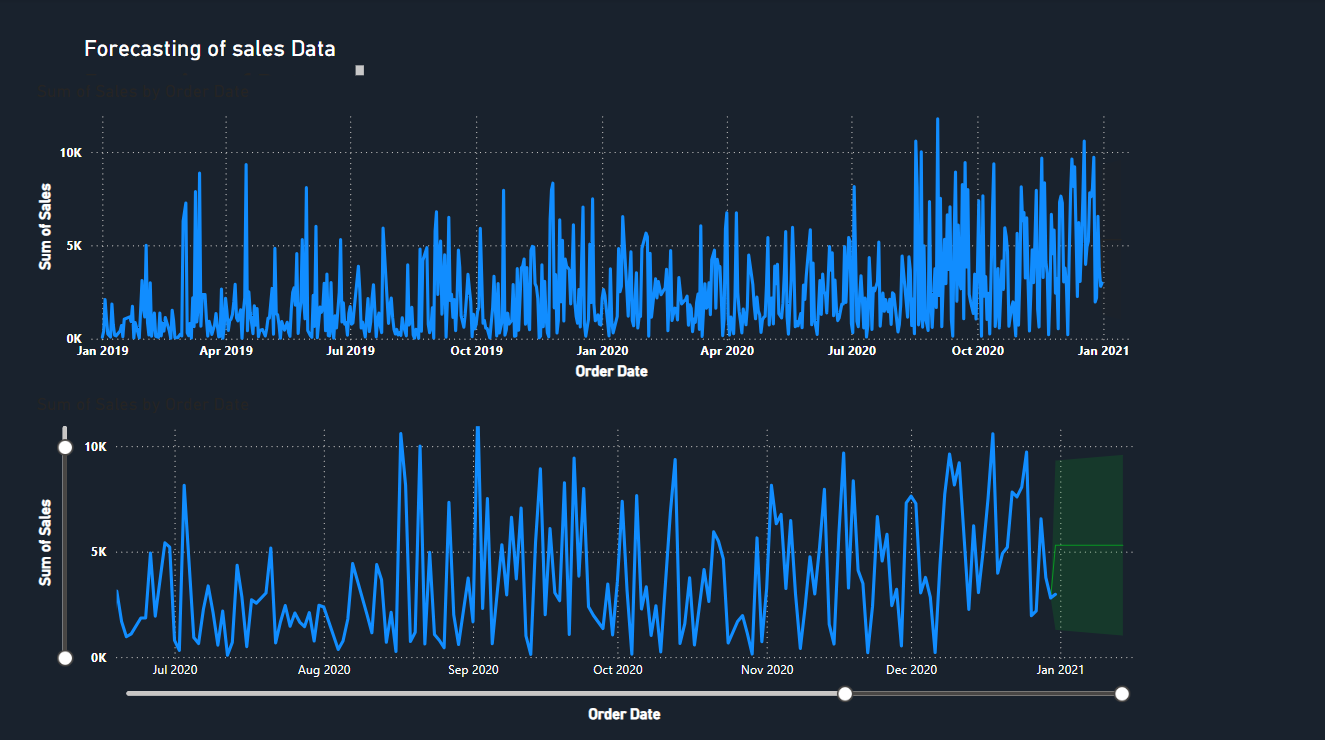 Forecasting of sales Data
Sum of Sales by Order Date
10K
Sum of Sales
5K
0K
Jan 2019 Apr 2019 Jul 2019 Oct 2019 Jan 2020 Apr 2020 Jul 2020 Oct 2020 Jan 2021
Order Date
Sum of Sales by Order Date
10K
Sum of Sales
5K
0K
Jul 2020 Aug 2020 Sep 2020 Oct 2020 Nov 2020 Dec 2020 Jan 2021
Order Date